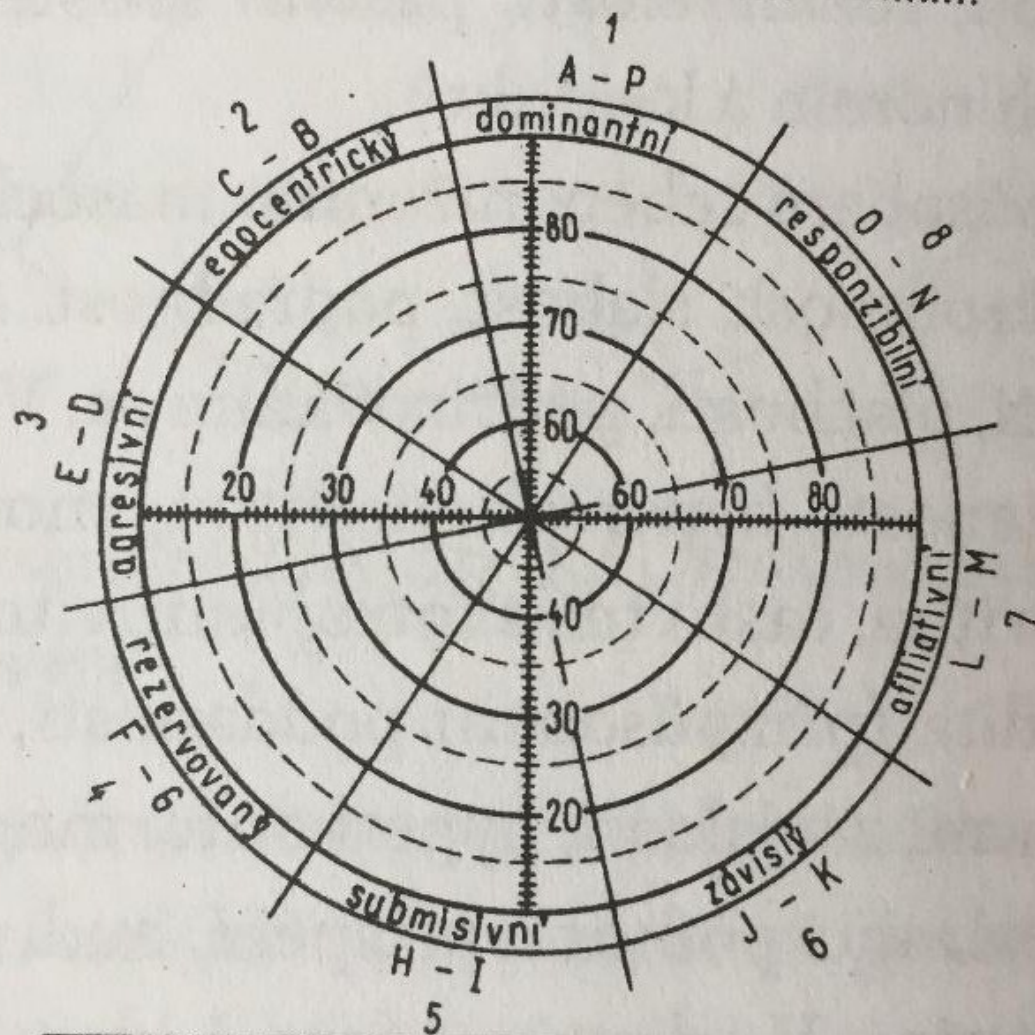 1
A - P
dominantní
2
C - B
egocentrický
O - N
8
responzibilní
3
E - D
agresivní
L - M
7
afiliativní
F - G
4
rezervovaný
J - K
6
závislý
submisivní
H - I
5
80
70
60
20 30 40
60 70 80
40
30
20